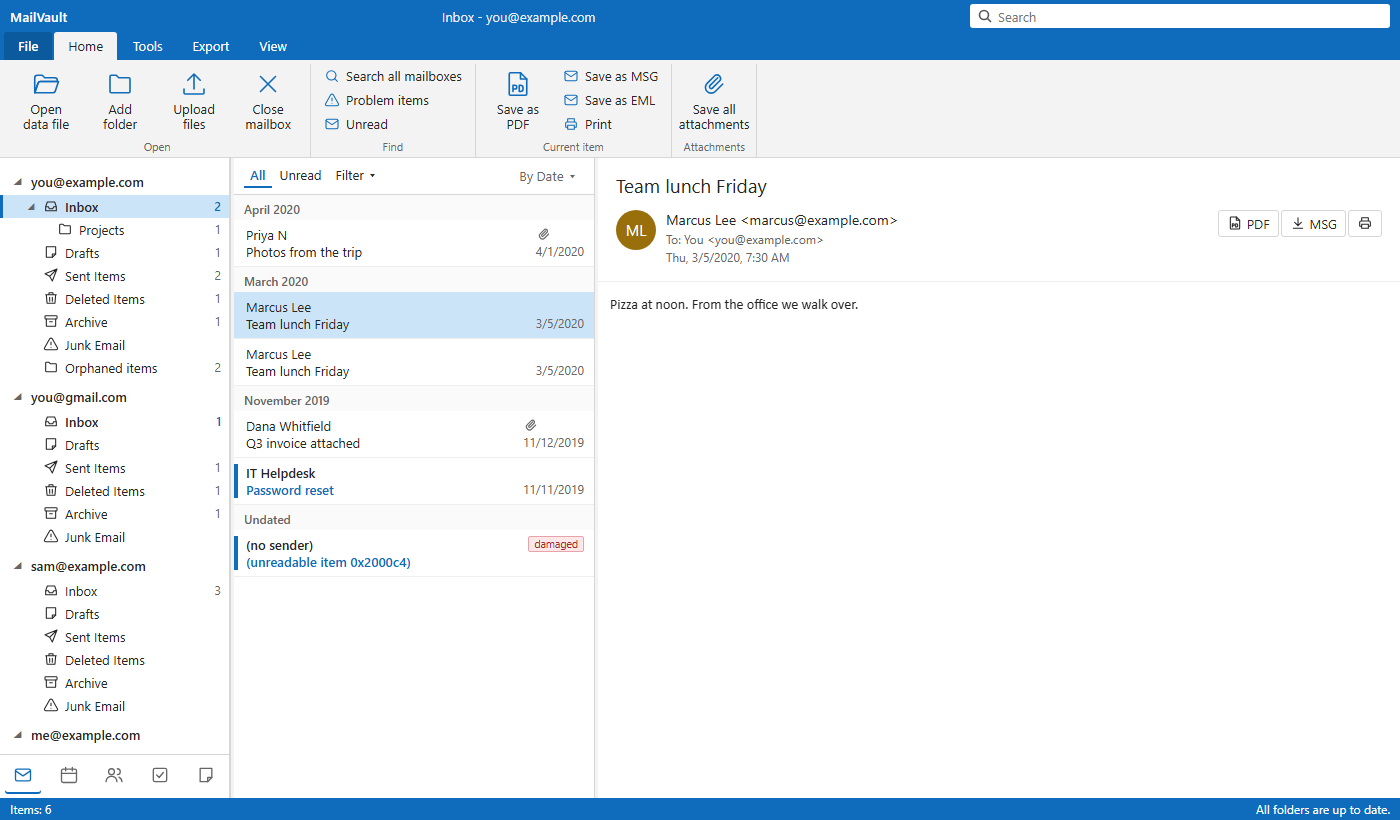 MailVault
Inbox - you@example.com
Search
File
Home
Tools
Export
View
Open
data file
Add
folder
Upload
files
Close
mailbox
Open
Search all mailboxes
Problem items
Unread
Find
Save as
PDF
Save as MSG
Save as EML
Print
Current item
Save all
attachments
Attachments
you@example.com
Inbox 2
Projects 1
Drafts 1
Sent Items 2
Deleted Items 1
Archive 1
Junk Email
Orphaned items 2
you@gmail.com
Inbox 1
Drafts
Sent Items 1
Deleted Items 1
Archive 1
Junk Email
sam@example.com
Inbox 3
Drafts
Sent Items
Deleted Items
Archive
Junk Email
me@example.com
All Unread Filter By Date
April 2020
Priya N
Photos from the trip 4/1/2020
March 2020
Marcus Lee
Team lunch Friday 3/5/2020
Marcus Lee
Team lunch Friday 3/5/2020
November 2019
Dana Whitfield
Q3 invoice attached 11/12/2019
IT Helpdesk
Password reset 11/11/2019
Undated
(no sender) damaged
(unreadable item 0x2000c4)
Team lunch Friday
ML
Marcus Lee <marcus@example.com>
To: You <you@example.com>
Thu, 3/5/2020, 7:30 AM
PDF
MSG
Pizza at noon. From the office we walk over.
Items: 6
All folders are up to date.